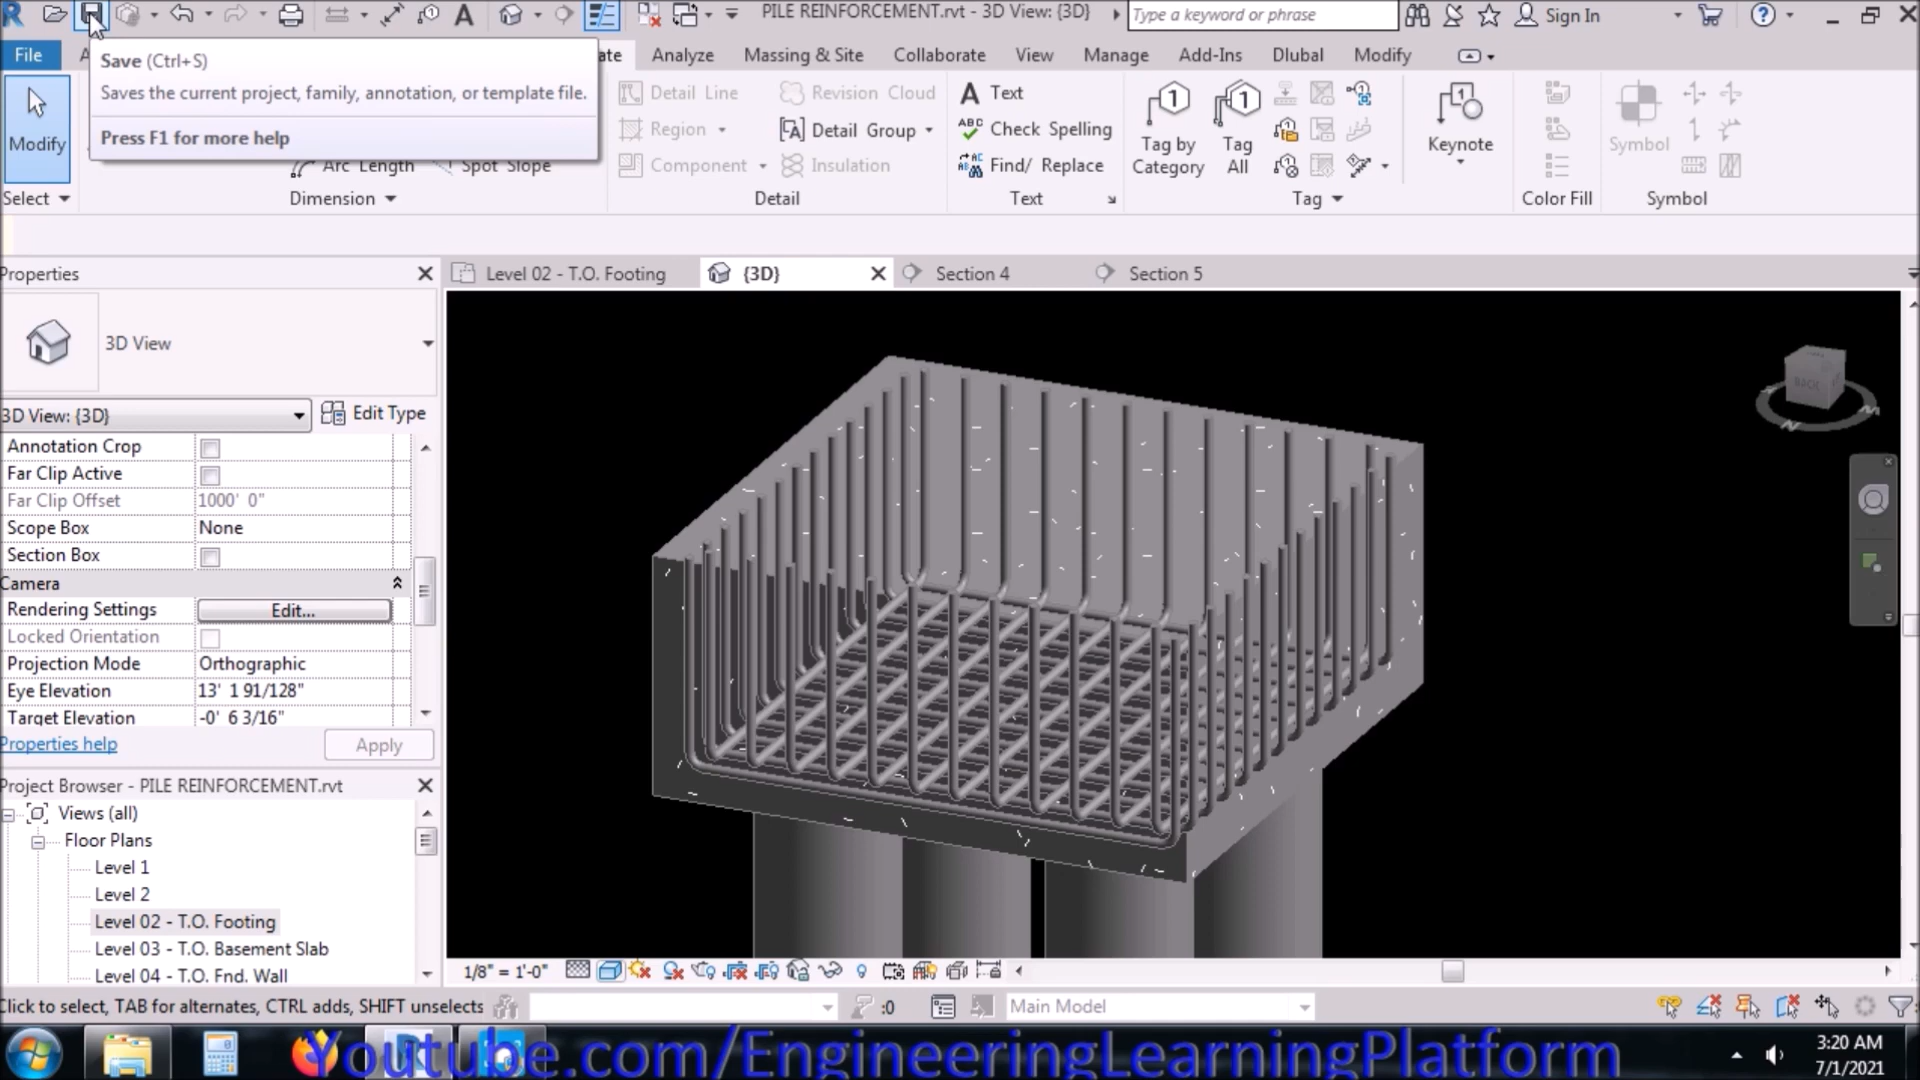 PILE REINFORCEMENT.rvt - 3D View: {3D}
Type a keyword or phrase
Sign In
File
Analyze
Massing & Site
Collaborate
View
Manage
Add-Ins
Dlubal
Modify
Save (Ctrl+S)
Saves the current project, family, annotation, or template file.
Press F1 for more help
Modify
Select
Arc Length
Spot Slope
Dimension
Detail Line
Region
Component
Revision Cloud
Detail Group
Insulation
Detail
Text
Check Spelling
Find/ Replace
Text
Tag by
Category
Tag
All
Tag
Keynote
Color Fill
Symbol
Symbol
Properties
3D View
3D View: {3D}
Edit Type
Annotation Crop
Far Clip Active
Far Clip Offset 1000' 0"
Scope Box None
Section Box
Camera
Rendering Settings Edit...
Locked Orientation
Projection Mode Orthographic
Eye Elevation 13' 1 91/128"
Target Elevation -0' 6 3/16"
Properties help
Apply
Project Browser - PILE REINFORCEMENT.rvt
Views (all)
Floor Plans
Level 1
Level 2
Level 02 - T.O. Footing
Level 03 - T.O. Basement Slab
Level 04 - T.O. Fnd. Wall
Level 02 - T.O. Footing
{3D}
Section 4
Section 5
BACK
1/8" = 1'-0"
Click to select, TAB for alternates, CTRL adds, SHIFT unselects
:0
Main Model
Youtube.com/EngineeringLearningPlatform
3:20 AM
7/1/2021